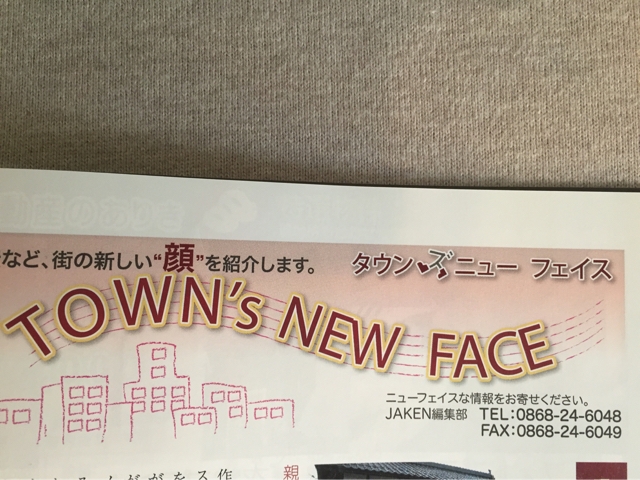 など、街の新しい“顔”を紹介します。
タウンズニュー フェイス
TOWN's NEW FACE
ニューフェイスな情報をお寄せください。
JAKEN編集部 TEL:0868-24-6048
FAX:0868-24-6049